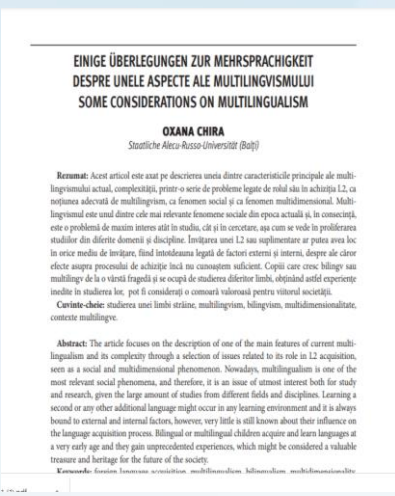 EINIGE ÜBERLEGUNGEN ZUR MEHRSPRACHIGKEIT
DESPRE UNELE ASPECTE ALE MULTILINGVISMULUI
SOME CONSIDERATIONS ON MULTILINGUALISM
OXANA CHIRA
Staatliche Alecu-Russo-Universität (Balți)
Rezumat: Acest articol este axat pe descrierea uneia dintre caracteristicile principale ale multi-
lingvismului actual, complexității, printr-o serie de probleme legate de rolul său în achiziția L2, ca
noțiunea adecvată de multilingvism, ca fenomen social și ca fenomen multidimensional. Multi-
lingvismul este unul dintre cele mai relevante fenomene sociale din epoca actuală și, în consecință,
este o problemă de maxim interes atât în studiu, cât și în cercetare, așa cum se vede în proliferarea
studiilor din diferite domenii și discipline. Învățarea unei L2 sau suplimentare ar putea avea loc
în orice mediu de învățare, fiind întotdeauna legată de factori externi și interni, despre ale căror
efecte asupra procesului de achiziție încă nu cunoaștem suficient. Copiii care cresc bilingv sau
multilingv de la o vârstă fragedă și se ocupă de studierea diferitor limbi, obținând astfel experiențe
inedite în studierea lor, pot fi considerați o comoară valoroasă pentru viitorul societății.
Cuvinte-cheie: studierea unei limbi străine, multilingvism, bilingvism, multidimensionalitate,
contexte multilingve.
Abstract: The article focuses on the description of one of the main features of current multi-
lingualism and its complexity through a selection of issues related to its role in L2 acquisition,
seen as a social and multidimensional phenomenon. Nowadays, multilingualism is one of the
most relevant social phenomena, and therefore, it is an issue of utmost interest both for study
and research, given the large amount of studies from different fields and disciplines. Learning a
second or any other additional language might occur in any learning environment and it is always
bound to external and internal factors, however, very little is still known about their influence on
the language acquisition process. Bilingual or multilingual children acquire and learn languages at
a very early age and they gain unprecedented experiences, which might be considered a valuable
treasure and heritage for the future of the society.
Keywords: foreign language acquisition, multilingualism, bilingualism, multidimensionality,